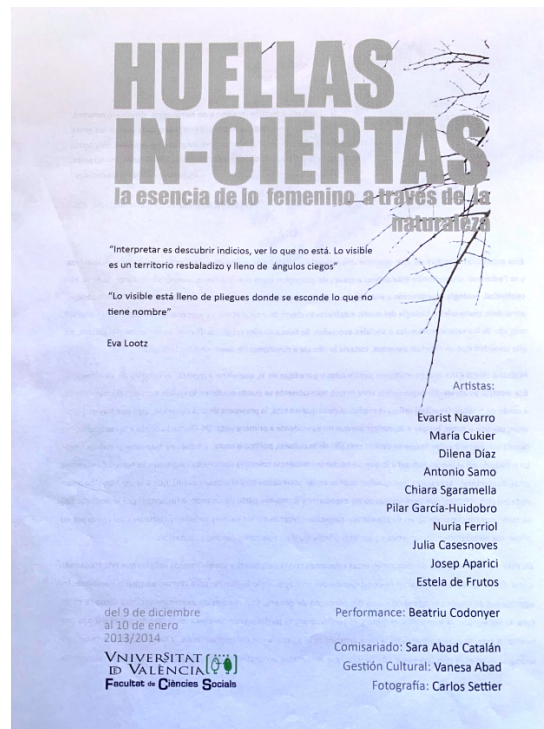 HUELLAS
IN-CIERTAS
la esencia de lo femenino a través de la
naturaleza
“Interpretar es descubrir indicios, ver lo que no está. Lo visible
es un territorio resbaladizo y lleno de ángulos ciegos”
“Lo visible está lleno de pliegues donde se esconde lo que no
tiene nombre”
Eva Lootz
Artistas:
Evarist Navarro
María Cukier
Dilena Díaz
Antonio Samo
Chiara Sgaramella
Pilar García-Huidobro
Nuria Ferriol
Julia Casesnoves
Josep Aparici
Estela de Frutos
Performance: Beatriu Codonyer
Comisariado: Sara Abad Catalán
Gestión Cultural: Vanesa Abad
Fotografía: Carlos Settier
del 9 de diciembre
al 10 de enero
2013/2014
VNIVERSITAT
ID VALÈNCIA
Facultat de Ciències Socials